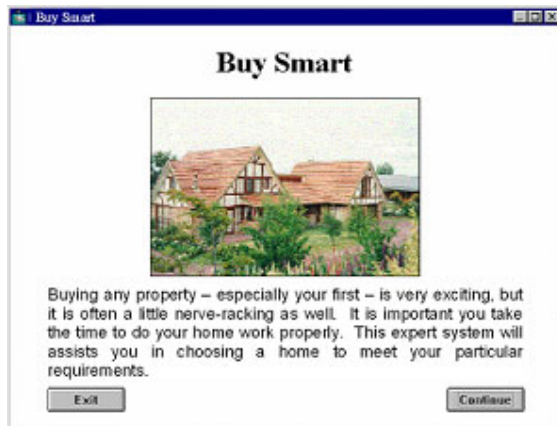 Buy Smart
Buy Smart
Buying any property – especially your first – is very exciting, but
it is often a little nerve-racking as well. It is important you take
the time to do your home work properly. This expert system will
assists you in choosing a home to meet your particular
requirements.
Exit
Continue